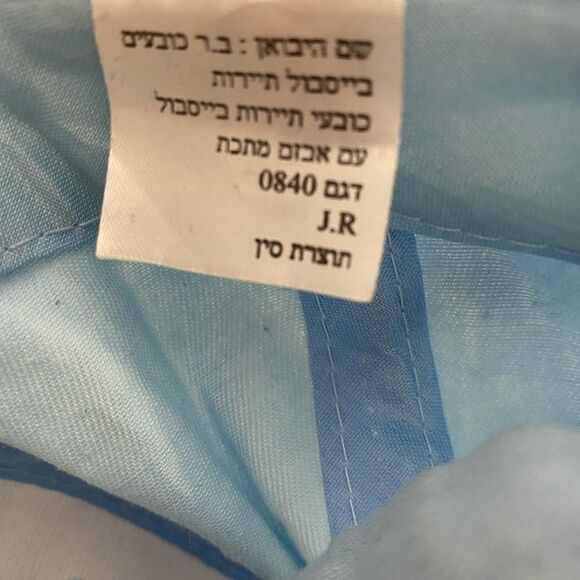 שם היבואן : ב.ר כובעים
בייסבול תיירות
כובעי תיירות בייסבול
עם אבזם מתכת
דגם 0840
J.R
תוצרת סין